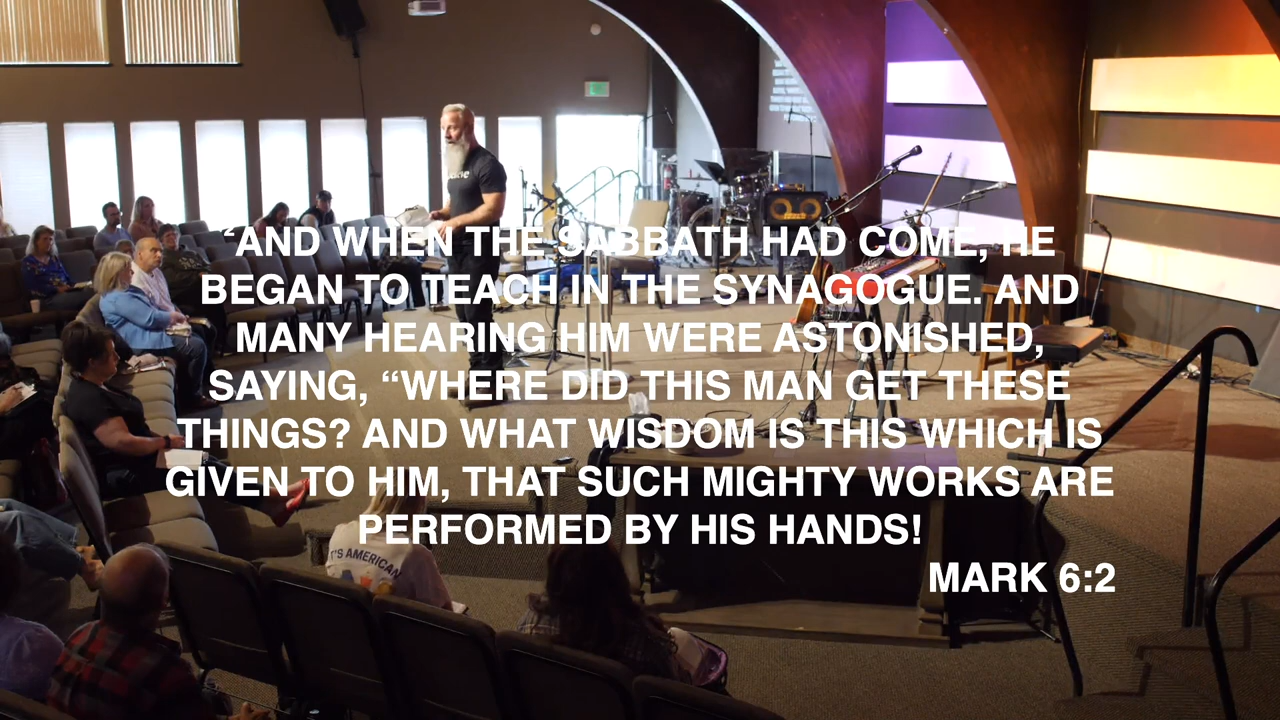 “AND WHEN THE SABBATH HAD COME, HE
BEGAN TO TEACH IN THE SYNAGOGUE. AND
MANY HEARING HIM WERE ASTONISHED,
SAYING, “WHERE DID THIS MAN GET THESE
THINGS? AND WHAT WISDOM IS THIS WHICH IS
GIVEN TO HIM, THAT SUCH MIGHTY WORKS ARE
PERFORMED BY HIS HANDS!
MARK 6:2
T'S AMERICAN